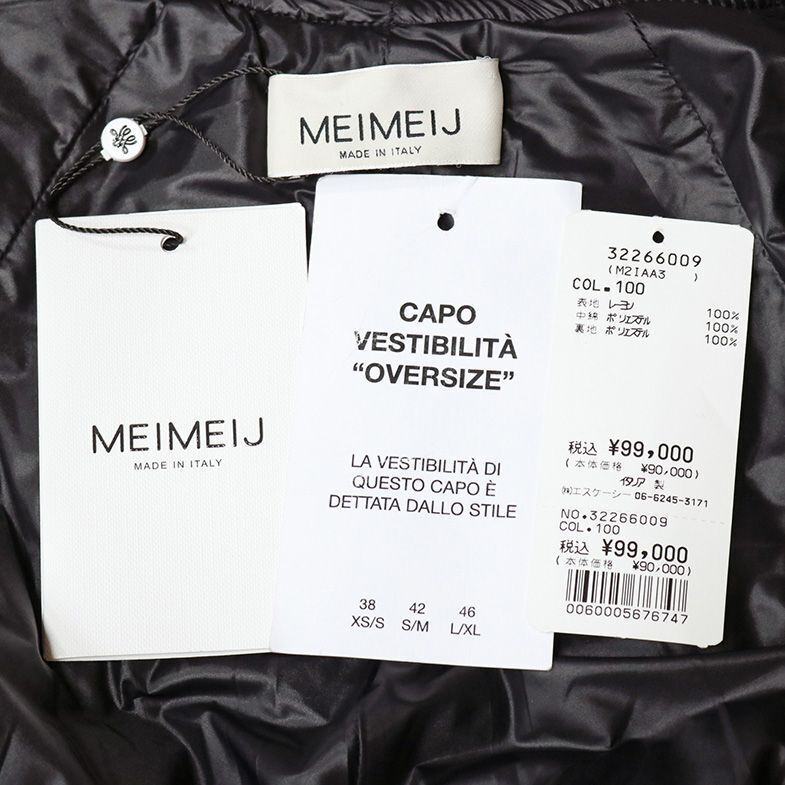 MEIMEIJ
MADE IN ITALY
MEIMEIJ
MADE IN ITALY
CAPO
VESTIBILITÀ
“OVERSIZE”
LA VESTIBILITÀ DI
QUESTO CAPO È
DETTATA DALLO STILE
38 42 46
XS/S S/M L/XL
32266009
(M2IAA3 )
COL.100
表地 レーヨン 100%
中綿 ポリエステル 100%
裏地 ポリエステル 100%
税込 ¥99,000
(本体価格 ¥90,000)
イタリア 製
㈱エスケーシー 06-6245-3171
NO.32266009
COL.100
税込 ¥99,000
(本体価格 ¥90,000)
0060005676747